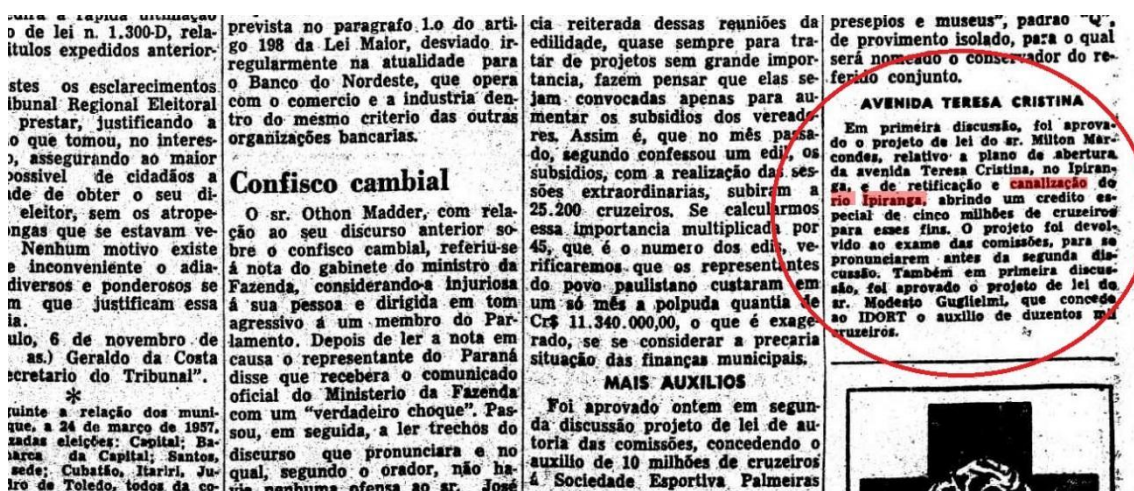 o de lei n. 1.300-D, rela-
itulos expedidos anterior-
stes os esclarecimentos
ibunal Regional Eleitoral
prestar, justificando a
o que tomou, no interes-
o, assegurando ao maior
possivel de cidadãos a
de de obter o seu di-
eleitor, sem os atrope-
ongas que se estavam ve-
Nenhum motivo existe
e inconveniente o adia-
diversos e ponderosos se
m que justificam essa
ia.
ulo, 6 de novembro de
as.) Geraldo da Costa
ecretario do Tribunal".
*
guinte a relação dos muni-
que, a 24 de março de 1957,
zadas eleições: Capital; Ba-
da Capital; Santos,
sede; Cubatão, Itariri, Ju-
iro de Toledo, todos da co-
prevista no paragrafo 1.o do arti-
go 198 da Lei Maior, desviado ir-
regularmente na atualidade para
o Banco do Nordeste, que opera
com o comercio e a industria den-
tro do mesmo criterio das outras
organizações bancarias.
Confisco cambial
O sr. Othon Madder, com rela-
ção ao seu discurso anterior so-
bre o confisco cambial, referiu-se
á nota do gabinete do ministro da
Fazenda, considerando-a injuriosa
á sua pessoa e dirigida em tom
agressivo á um membro do Par-
lamento. Depois de ler a nota em
causa o representante do Paraná
disse que recebera o comunicado
oficial do Ministerio da Fazenda
com um "verdadeiro choque". Pas-
sou, em seguida, a ler trechos do
discurso que pronunciara e no
qual, segundo o orador, não ha-
via nenhuma ofensa ao sr. José
cia reiterada dessas reuniões da
edilidade, quase sempre para tra-
tar de projetos sem grande impor-
tancia, fazem pensar que elas se-
jam convocadas apenas para au-
mentar os subsidios dos vereado-
res. Assim é, que no mês passa-
do, segundo confessou um edil, os
subsidios, com a realização das ses-
sões extraordinarias, subiram a
25.200 cruzeiros. Se calcularmos
essa importancia multiplicada por
45, que é o numero dos edis, ve-
rificaremos que os representantes
do povo paulistano custaram em
um só mês a polpuda quantia de
Cr$ 11.340.000,00, o que é exage-
rado, se se considerar a precaria
situação das finanças municipais.
MAIS AUXILIOS
Foi aprovado ontem em segun-
da discussão projeto de lei de au-
toria das comissões, concedendo o
auxilio de 10 milhões de cruzeiros
á Sociedade Esportiva Palmeiras
presepios e museus", padrão "Q",
de provimento isolado, para o qual
será nomeado o conservador do re-
ferido conjunto.
AVENIDA TERESA CRISTINA
Em primeira discussão, foi aprova-
do o projeto de lei do sr. Milton Mar-
condes, relativo a plano de abertura
da avenida Teresa Cristina, no Ipiran-
ga, e de retificação e canalização do
rio Ipiranga, abrindo um credito es-
pecial de cinco milhões de cruzeiros
para esses fins. O projeto foi devol-
vido ao exame das comissões, para se
pronunciarem antes da segunda dis-
cussão. Também em primeira discus-
são, foi aprovado o projeto de lei do
sr. Modesto Guglielmi, que concede
ao IDORT o auxilio de duzentos mil
cruzeiros.